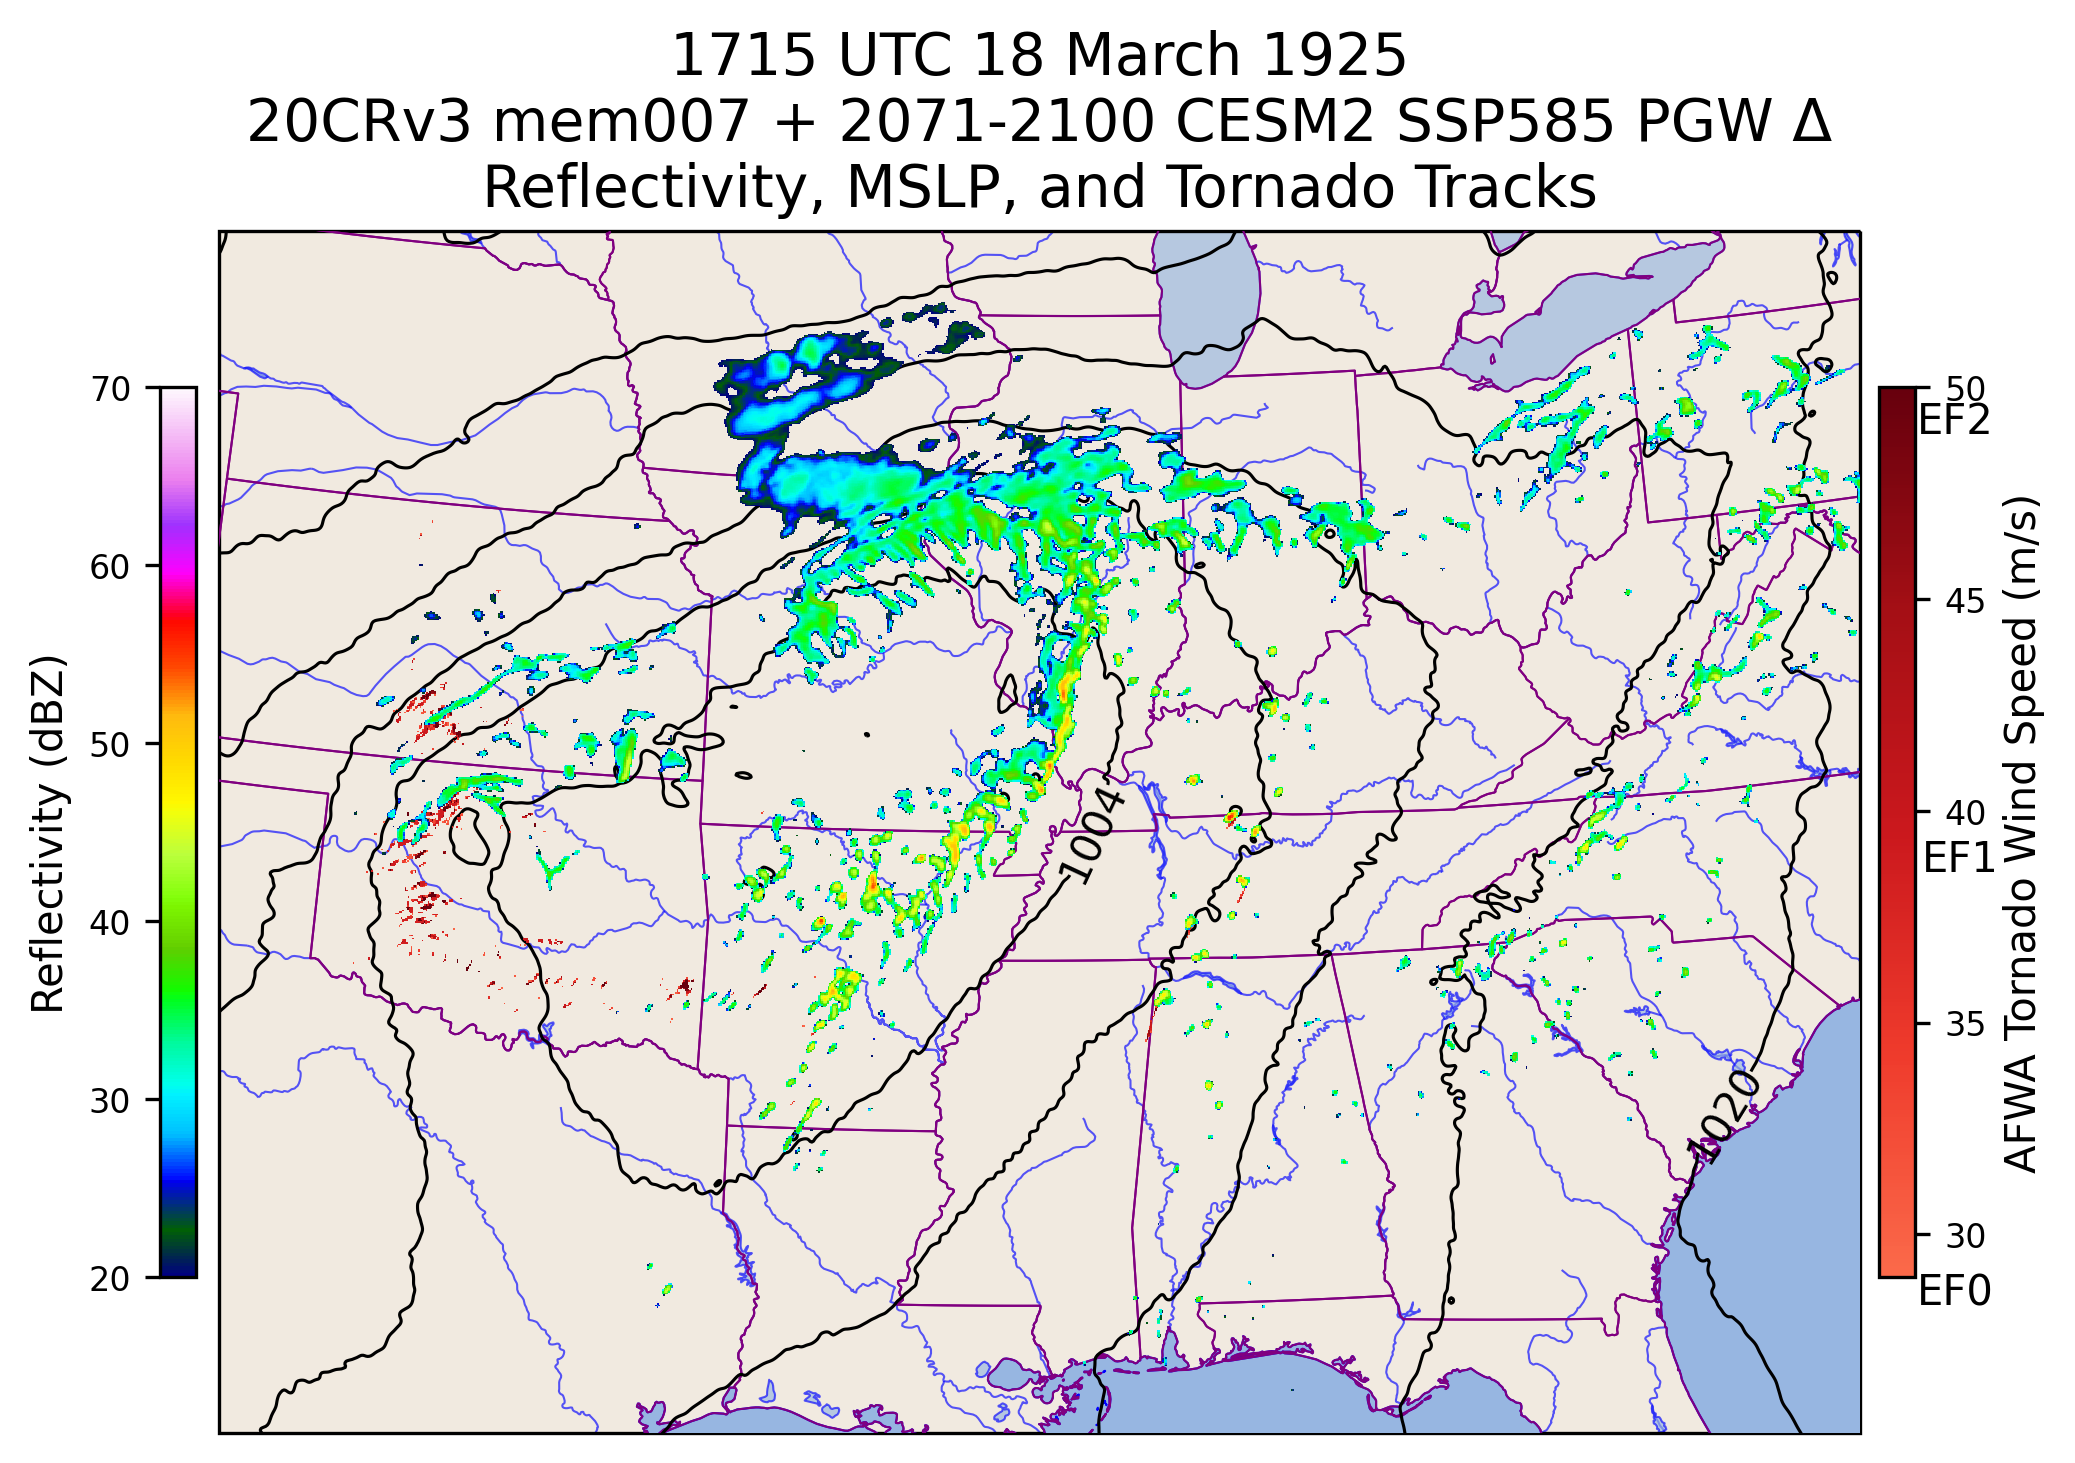 1715 UTC 18 March 1925
20CRv3 mem007 + 2071-2100 CESM2 SSP585 PGW Δ
Reflectivity, MSLP, and Tornado Tracks
70
60
50
40
30
20
Reflectivity (dBZ)
1004
1020
50
EF2
45
40
EF1
35
30
EF0
AFWA Tornado Wind Speed (m/s)